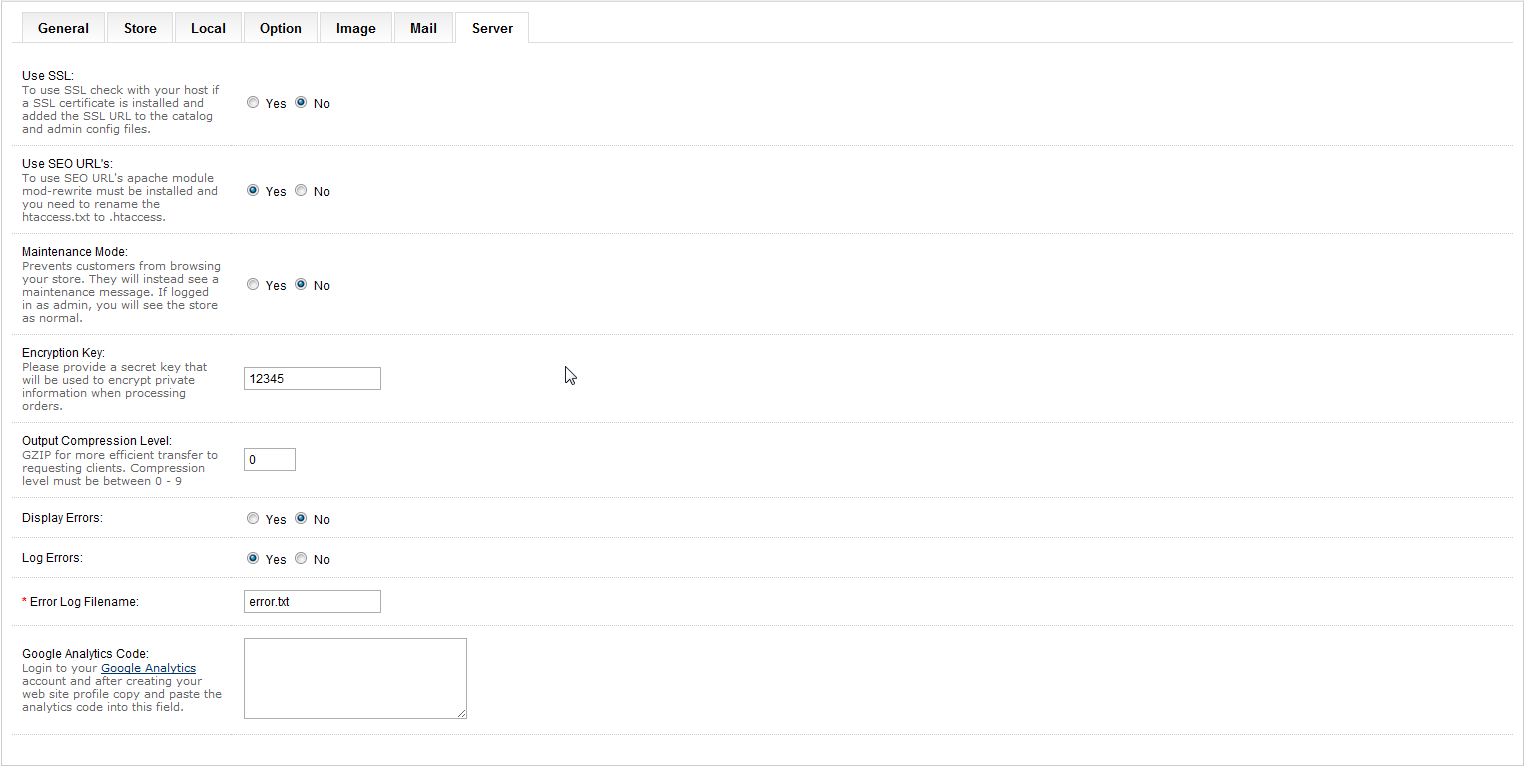 General Store Local Option Image Mail Server
Use SSL:
To use SSL check with your host if
a SSL certificate is installed and
added the SSL URL to the catalog
and admin config files.
Yes No
Use SEO URL's:
To use SEO URL's apache module
mod-rewrite must be installed and
you need to rename the
htaccess.txt to .htaccess.
Yes No
Maintenance Mode:
Prevents customers from browsing
your store. They will instead see a
maintenance message. If logged
in as admin, you will see the store
as normal.
Yes No
Encryption Key:
Please provide a secret key that
will be used to encrypt private
information when processing
orders.
12345
Output Compression Level:
GZIP for more efficient transfer to
requesting clients. Compression
level must be between 0 - 9
0
Display Errors:
Yes No
Log Errors:
Yes No
* Error Log Filename:
error.txt
Google Analytics Code:
Login to your Google Analytics
account and after creating your
web site profile copy and paste the
analytics code into this field.